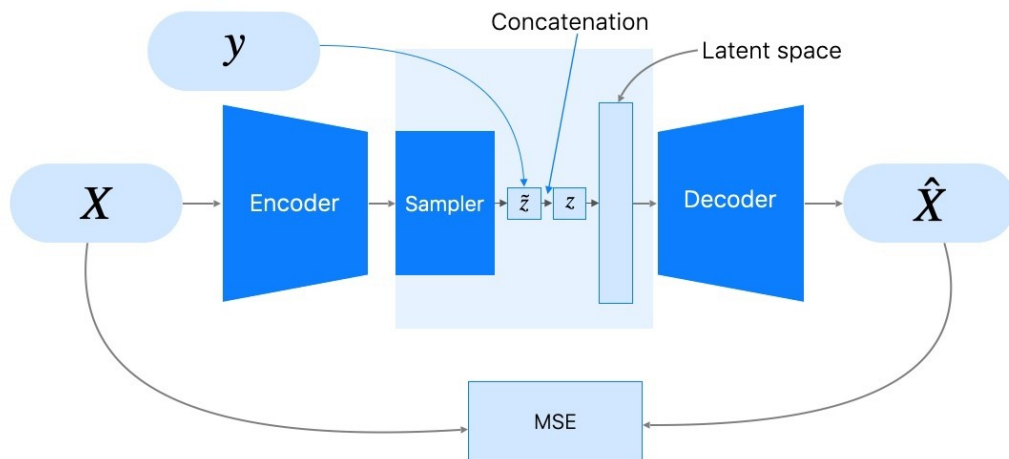 Concatenation
y
Latent space
X
Encoder
Sampler
z̃
z
Decoder
X̂
MSE